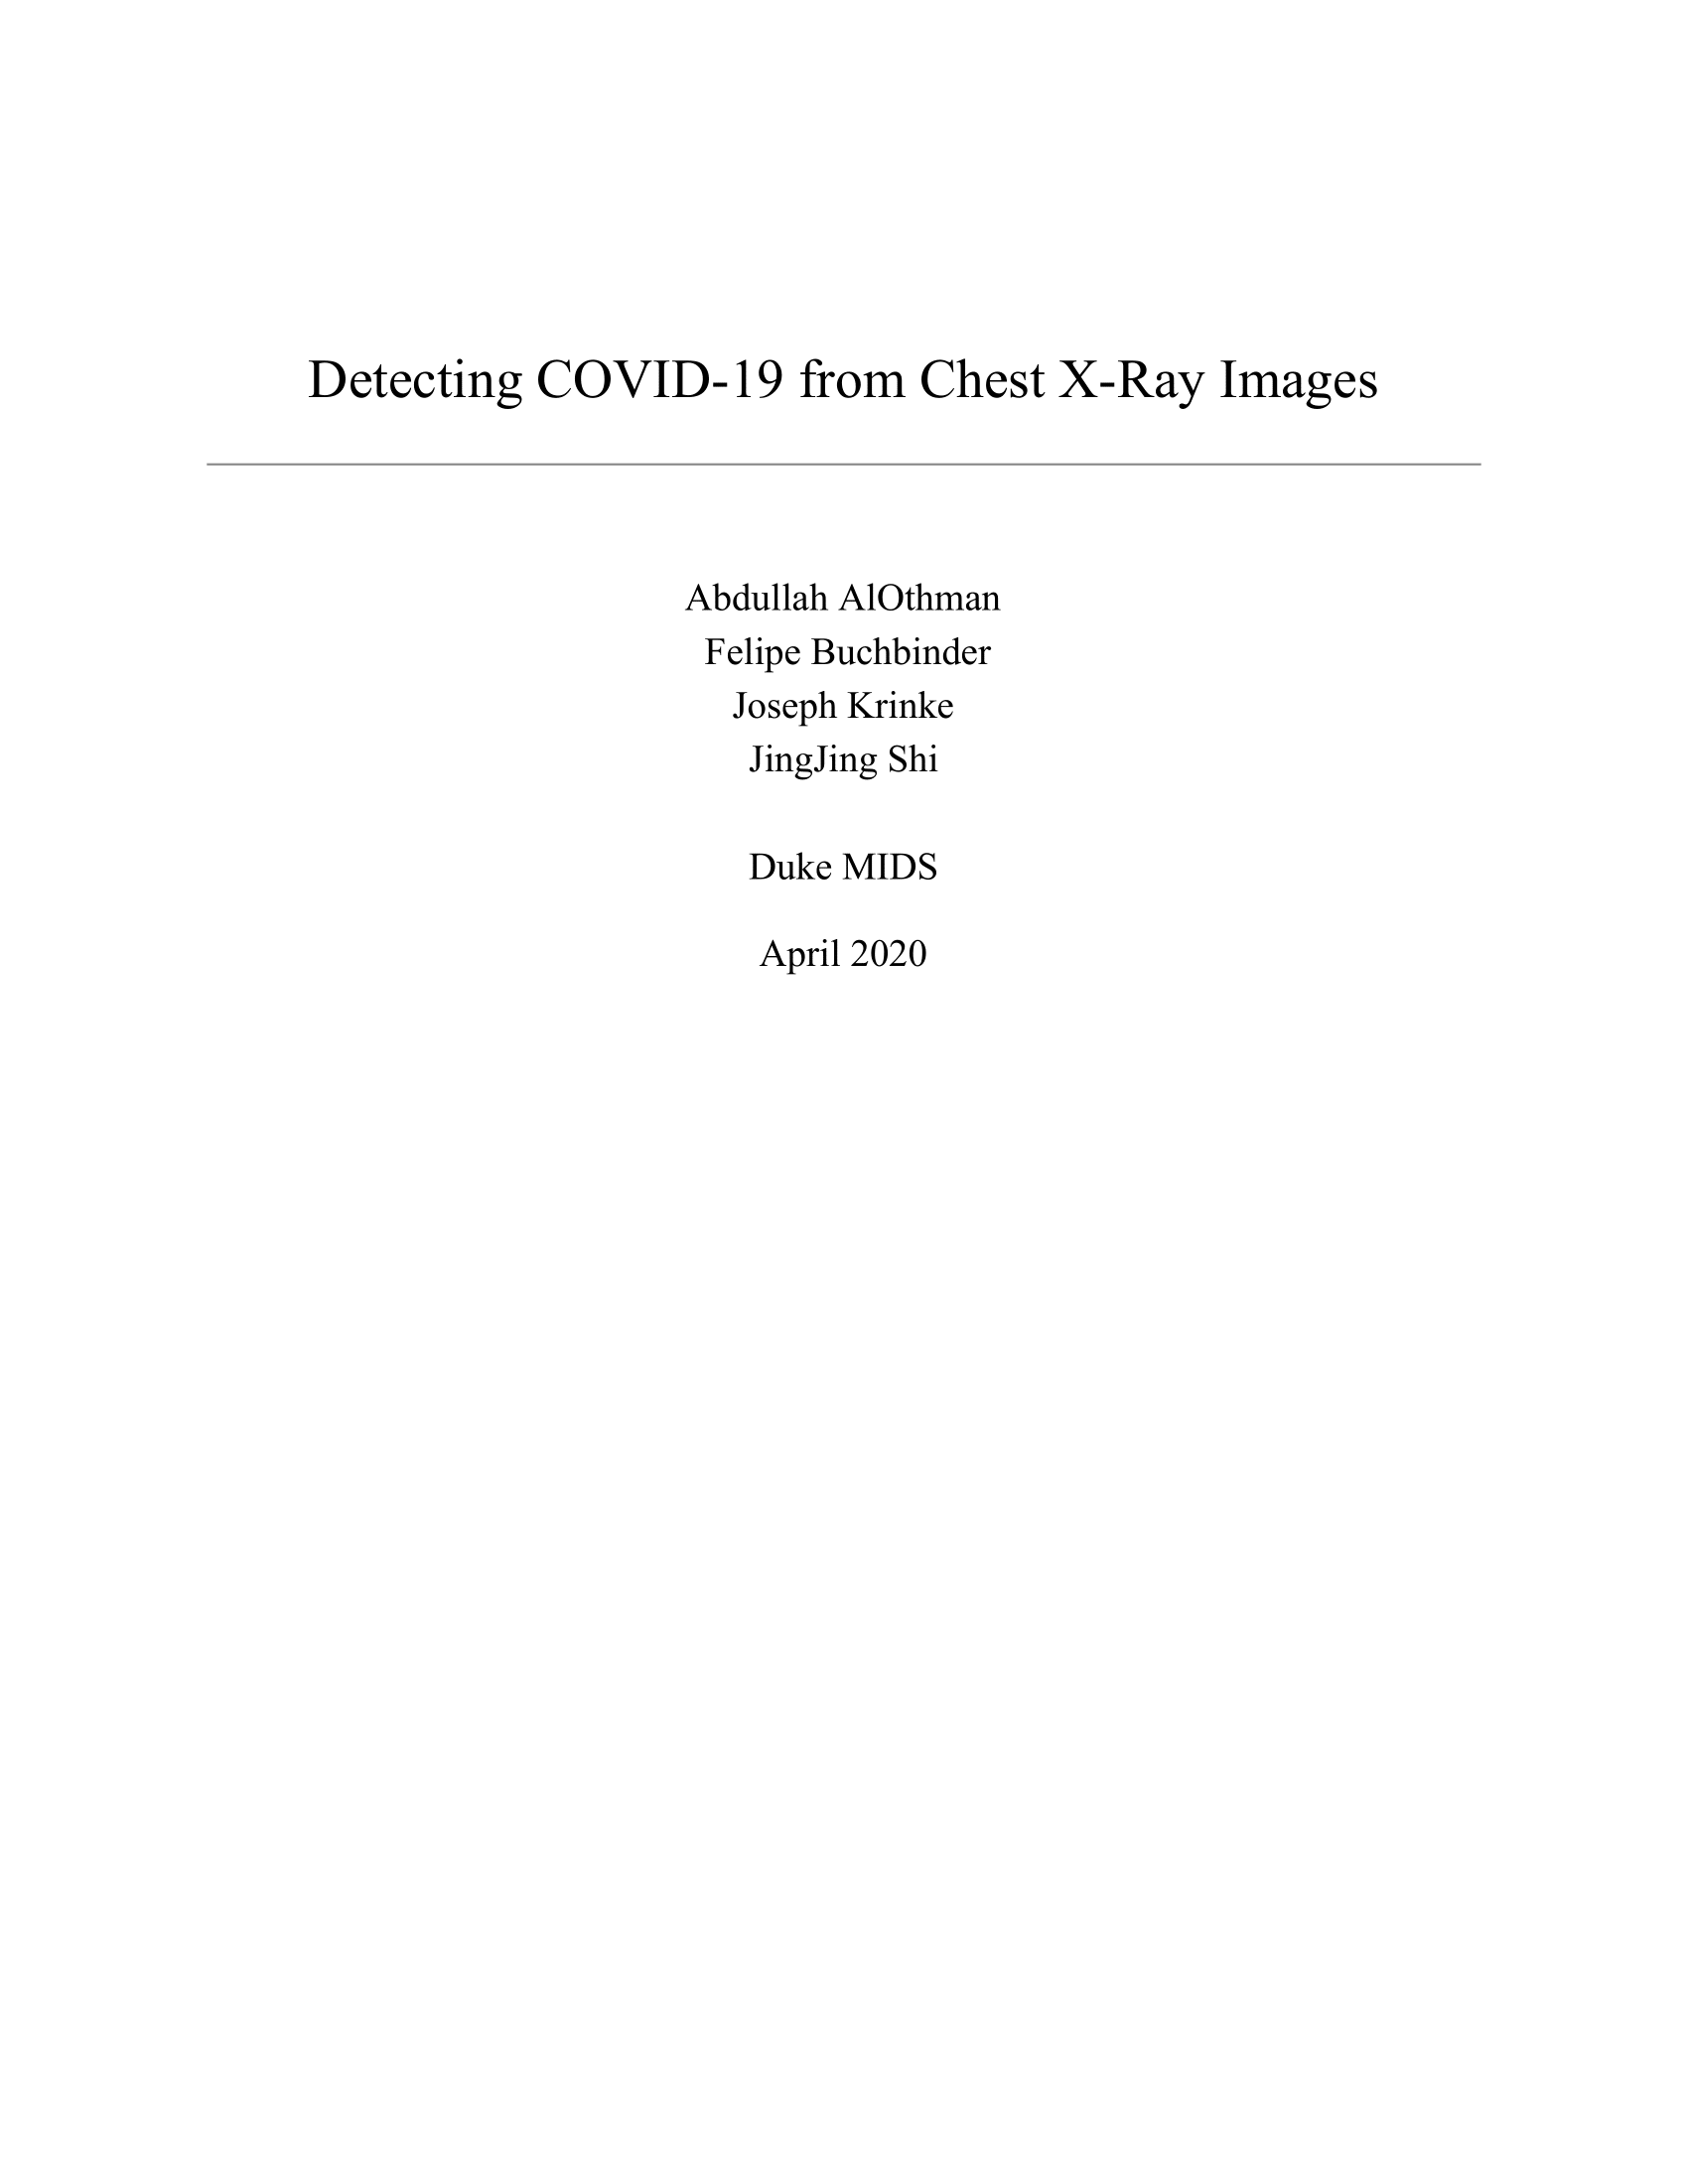 Detecting COVID-19 from Chest X-Ray Images
Abdullah AlOthman
Felipe Buchbinder
Joseph Krinke
JingJing Shi
Duke MIDS
April 2020